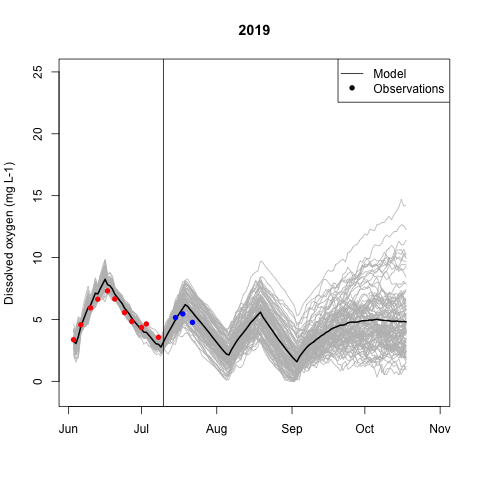 2019
Model
Observations
Dissolved oxygen (mg L-1)
25
20
15
10
5
0
Jun Jul Aug Sep Oct Nov